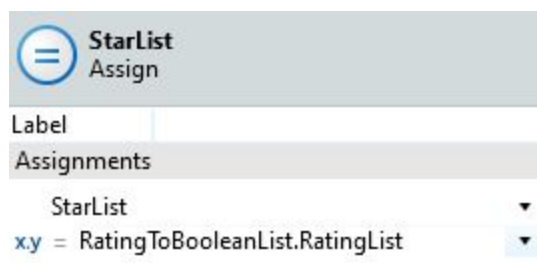 StarList
Assign
Label
Assignments
StarList
x.y = RatingToBooleanList.RatingList